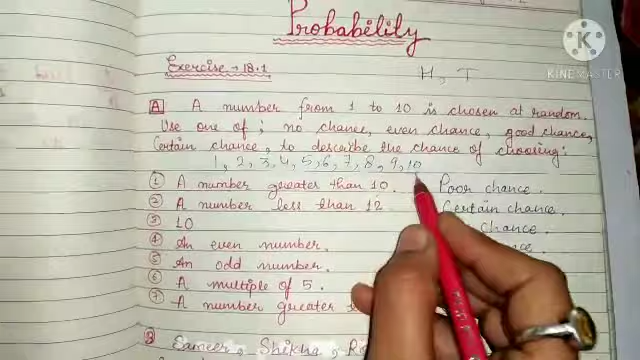 Probability
Exercise - 18.1
H, T
KINEMASTER
A A number from 1 to 10 is chosen at random.
Use one of ; no chance, even chance, good chance,
Certain chance, to describe the chance of choosing:
1, 2, 3, 4, 5, 6, 7, 8, 9, 10
1 A number greater than 10. Poor chance.
2 A number less than 12 Certain chance.
3 10 chance.
4 An even number.
5 An odd number.
6 A multiple of 5.
7 A number greater
B Sameer, Shikha,